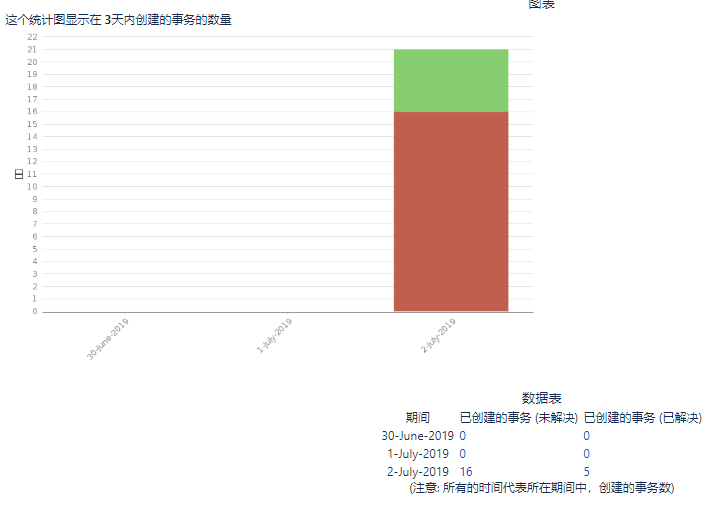 图表
这个统计图显示在 3天内创建的事务的数量
22
21
20
19
18
17
16
15
14
13
12
11
10
9
8
7
6
5
4
3
2
1
0
30-June-2019
1-July-2019
2-July-2019
数据表
期间 已创建的事务 (未解决) 已创建的事务 (已解决)
30-June-2019 0 0
1-July-2019 0 0
2-July-2019 16 5
(注意: 所有的时间代表所在期间中，创建的事务数)